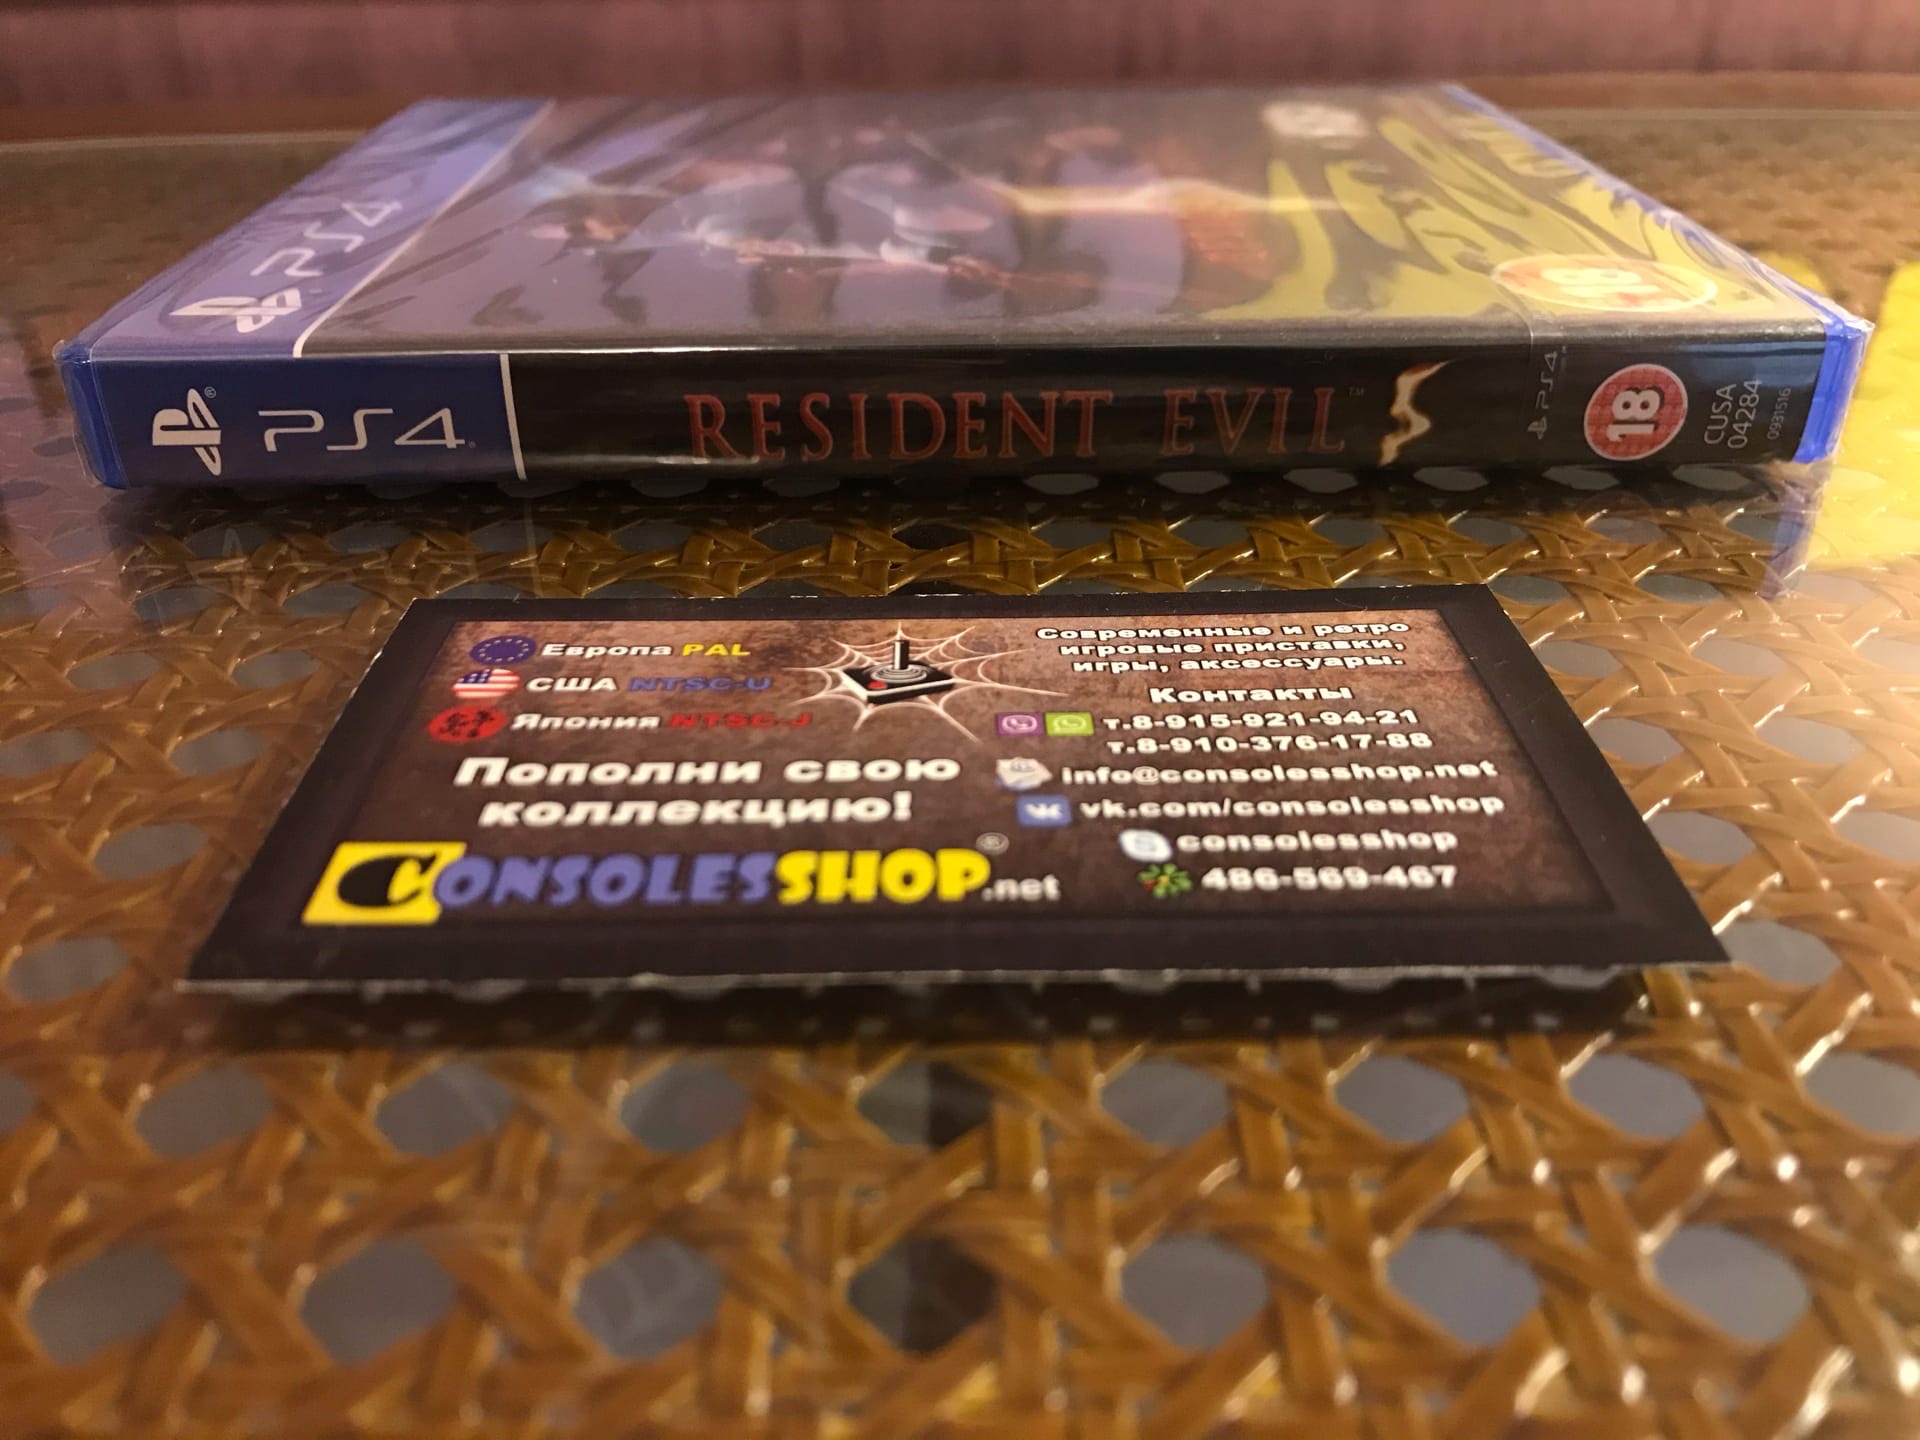 PS4
18
PS4
RESIDENT EVIL
5
PS4
18
CUSA
04284
0931516
Европа PAL
США NTSC-U
Япония NTSC-J
Пополни свою
коллекцию!
CONSOLESSHOP®.net
Современные и ретро
игровые приставки,
игры, аксессуары.
Контакты
т.8-915-921-94-21
т.8-910-376-17-88
info@consolesshop.net
vk.com/consolesshop
consolesshop
486-569-467